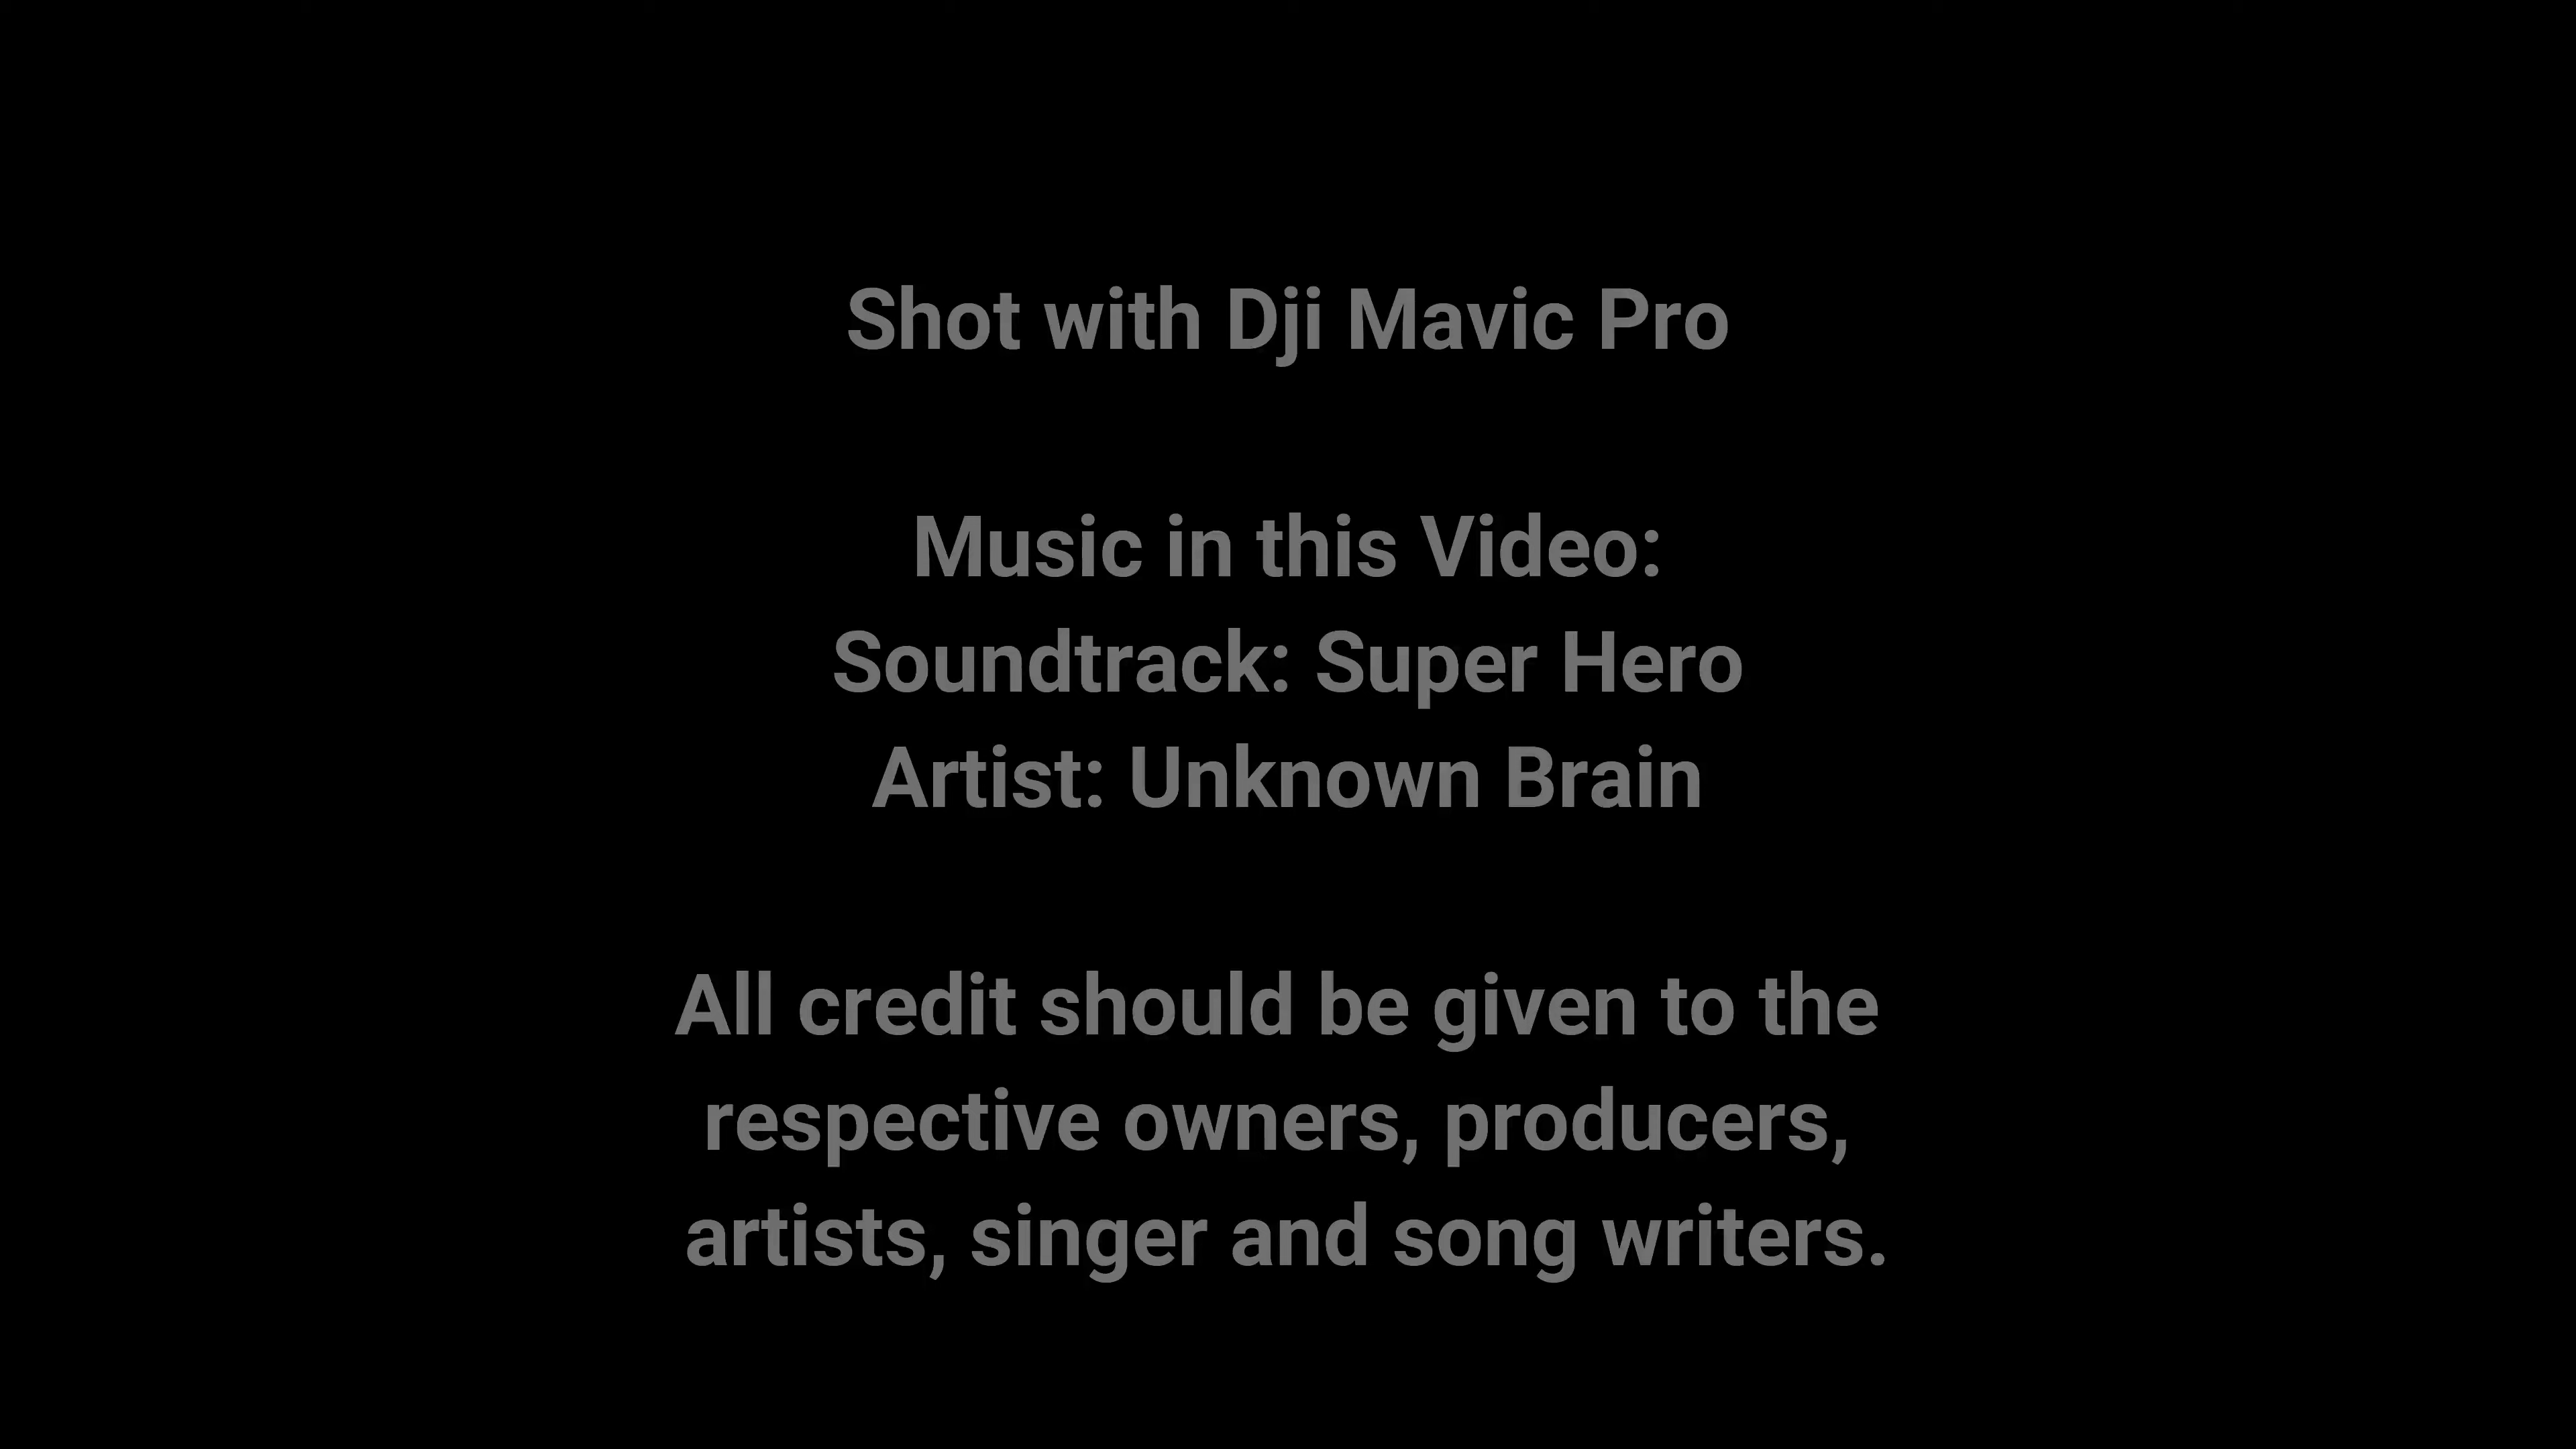 Shot with Dji Mavic Pro
Music in this Video:
Soundtrack: Super Hero
Artist: Unknown Brain
All credit should be given to the
respective owners, producers,
artists, singer and song writers.